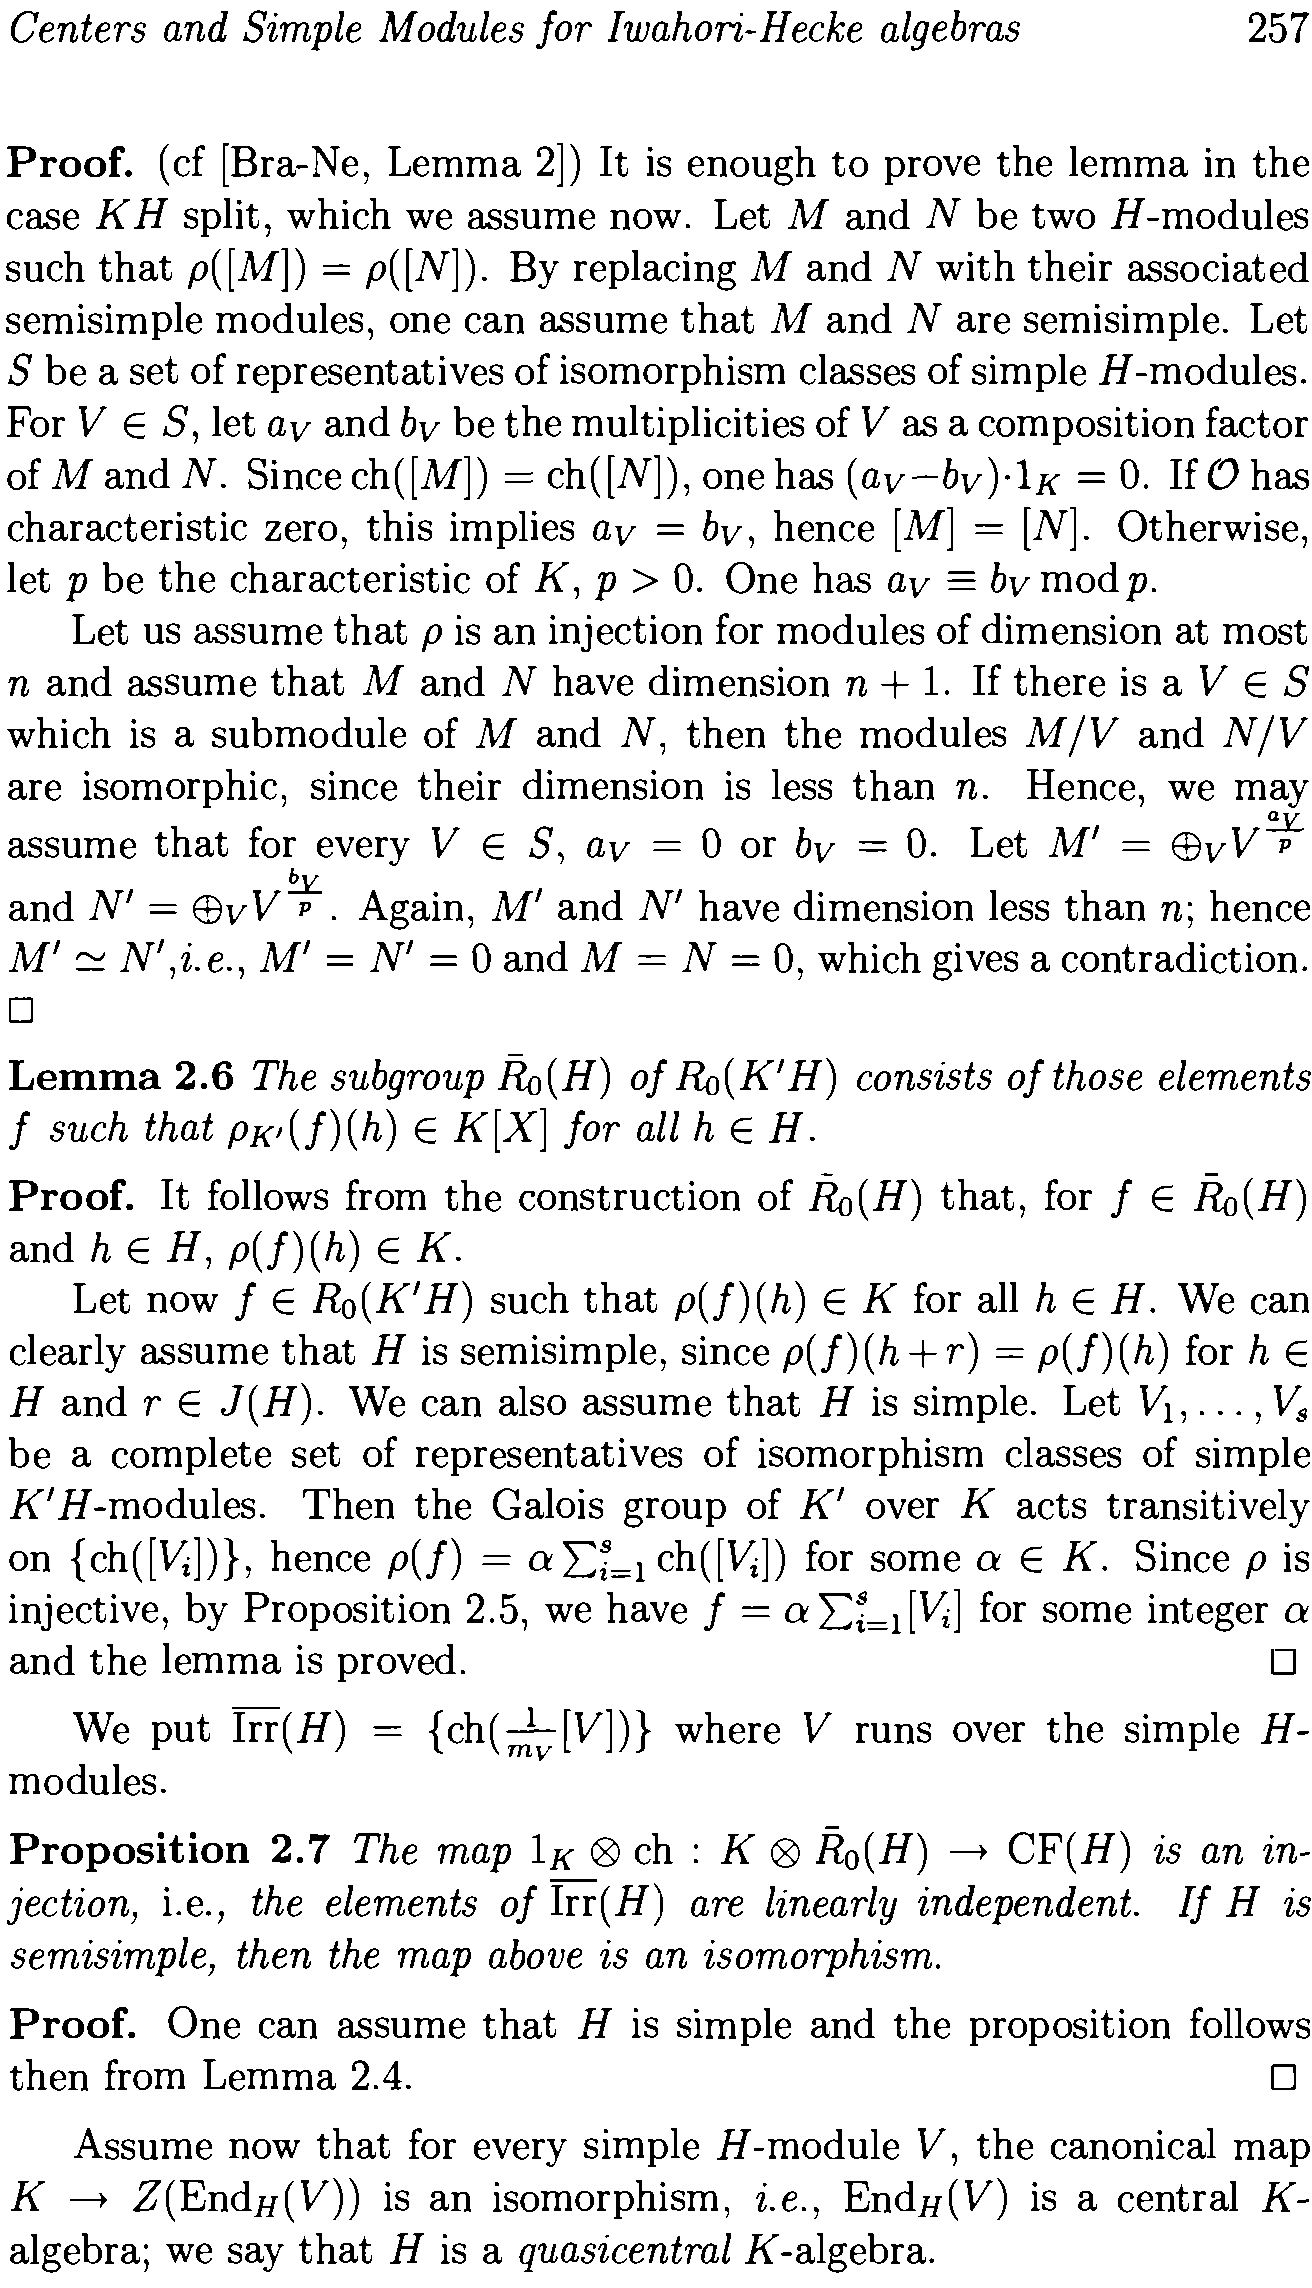 Centers and Simple Modules for Iwahori-Hecke algebras 257
Proof. (cf [Bra-Ne, Lemma 2]) It is enough to prove the lemma in the
case KH split, which we assume now. Let M and N be two H-modules
such that ρ([M]) = ρ([N]). By replacing M and N with their associated
semisimple modules, one can assume that M and N are semisimple. Let
S be a set of representatives of isomorphism classes of simple H-modules.
For V ∈ S, let a_V and b_V be the multiplicities of V as a composition factor
of M and N. Since ch([M]) = ch([N]), one has (a_V−b_V)·1_K = 0. If 𝒪 has
characteristic zero, this implies a_V = b_V, hence [M] = [N]. Otherwise,
let p be the characteristic of K, p > 0. One has a_V ≡ b_V mod p.
Let us assume that ρ is an injection for modules of dimension at most
n and assume that M and N have dimension n + 1. If there is a V ∈ S
which is a submodule of M and N, then the modules M/V and N/V
are isomorphic, since their dimension is less than n. Hence, we may
assume that for every V ∈ S, a_V = 0 or b_V = 0. Let M′ = ⊕_V V^{a_V/p}
and N′ = ⊕_V V^{b_V/p}. Again, M′ and N′ have dimension less than n; hence
M′ ≃ N′,i.e., M′ = N′ = 0 and M = N = 0, which gives a contradiction.
□
Lemma 2.6 The subgroup R̄₀(H) of R₀(K′H) consists of those elements
f such that ρ_{K′}(f)(h) ∈ K[X] for all h ∈ H.
Proof. It follows from the construction of R̄₀(H) that, for f ∈ R̄₀(H)
and h ∈ H, ρ(f)(h) ∈ K.
Let now f ∈ R₀(K′H) such that ρ(f)(h) ∈ K for all h ∈ H. We can
clearly assume that H is semisimple, since ρ(f)(h+r) = ρ(f)(h) for h ∈
H and r ∈ J(H). We can also assume that H is simple. Let V₁,..., V_s
be a complete set of representatives of isomorphism classes of simple
K′H-modules. Then the Galois group of K′ over K acts transitively
on {ch([V_i])}, hence ρ(f) = α ∑_{i=1}^s ch([V_i]) for some α ∈ K. Since ρ is
injective, by Proposition 2.5, we have f = α ∑_{i=1}^s [V_i] for some integer α
and the lemma is proved. □
We put \overline{Irr}(H) = {ch(\frac{1}{m_V}[V])} where V runs over the simple H-
modules.
Proposition 2.7 The map 1_K ⊗ ch : K ⊗ R̄₀(H) → CF(H) is an in-
jection, i.e., the elements of \overline{Irr}(H) are linearly independent. If H is
semisimple, then the map above is an isomorphism.
Proof. One can assume that H is simple and the proposition follows
then from Lemma 2.4. □
Assume now that for every simple H-module V, the canonical map
K → Z(End_H(V)) is an isomorphism, i.e., End_H(V) is a central K-
algebra; we say that H is a quasicentral K-algebra.